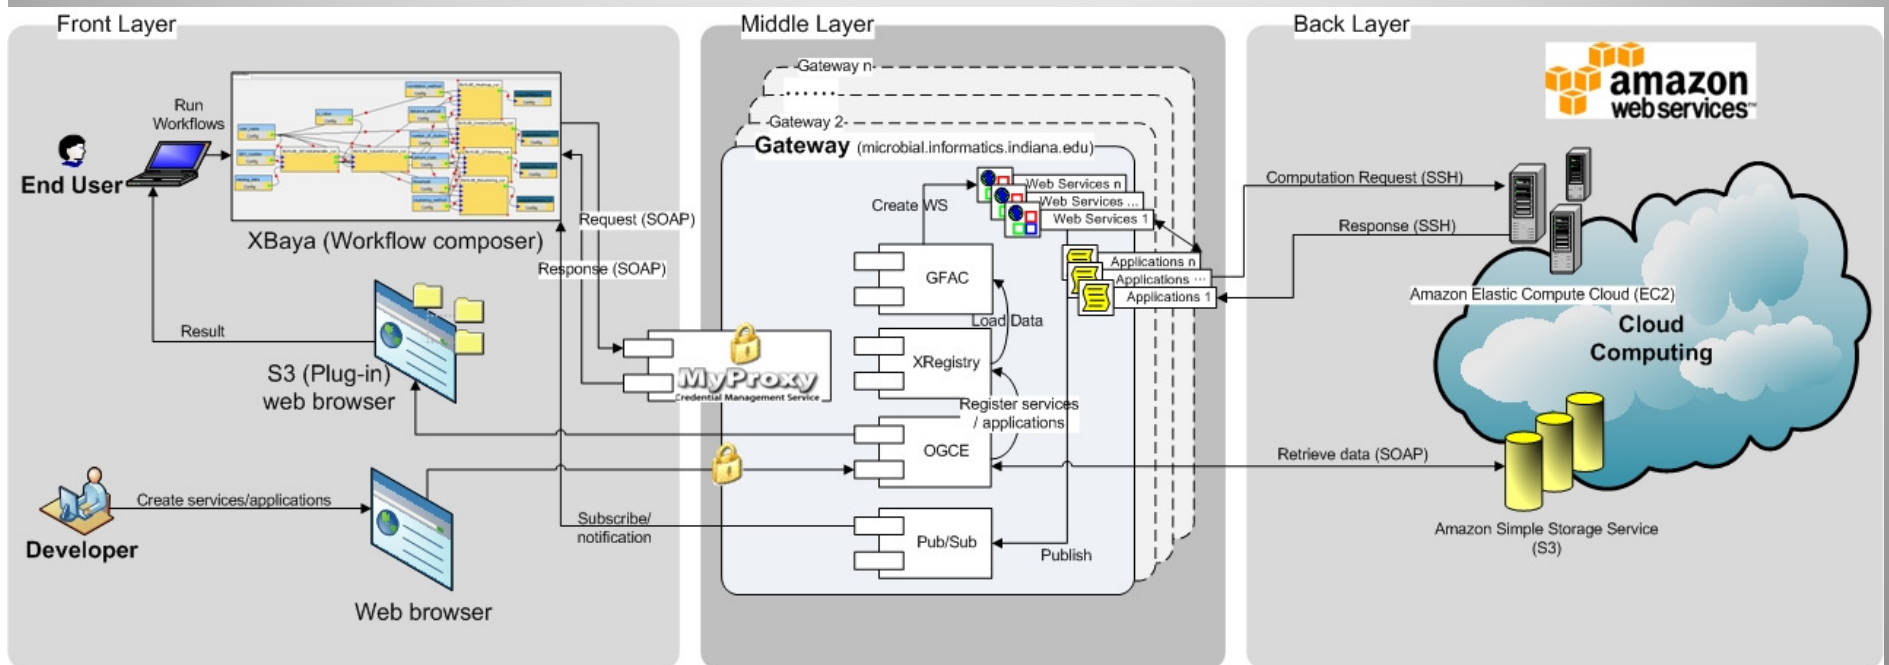 Front Layer
Middle Layer
Back Layer
Run
Workflows
End User
XBaya (Workflow composer)
Request (SOAP)
Response (SOAP)
Result
S3 (Plug-in)
web browser
Developer
Create services/applications
Web browser
Subscribe/
notification
Gateway n
......
Gateway 2
Gateway (microbial.informatics.indiana.edu)
Create WS
Web Services n
Web Services ...
Web Services 1
GFAC
Applications n
Applications ...
Applications 1
Load Data
XRegistry
MyProxy
Credential Management Service
Register services
/ applications
OGCE
Pub/Sub
Publish
amazon
webservices™
Computation Request (SSH)
Response (SSH)
Amazon Elastic Compute Cloud (EC2)
Cloud
Computing
Retrieve data (SOAP)
Amazon Simple Storage Service
(S3)